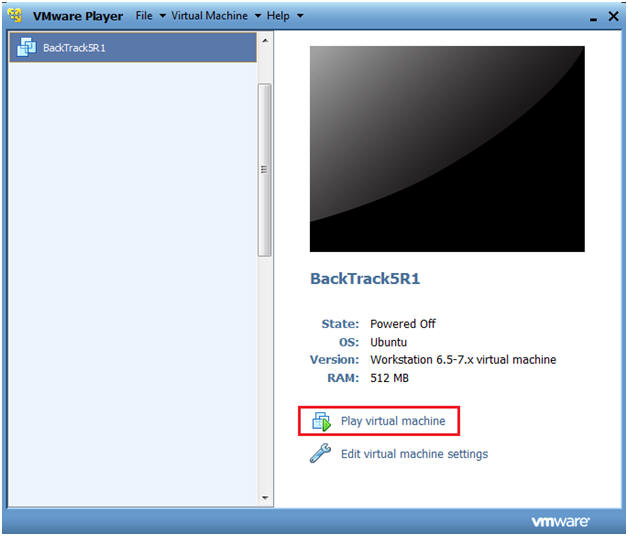 VMware Player File Virtual Machine Help
BackTrack5R1
BackTrack5R1
State: Powered Off
OS: Ubuntu
Version: Workstation 6.5-7.x virtual machine
RAM: 512 MB
Play virtual machine
Edit virtual machine settings
vmware